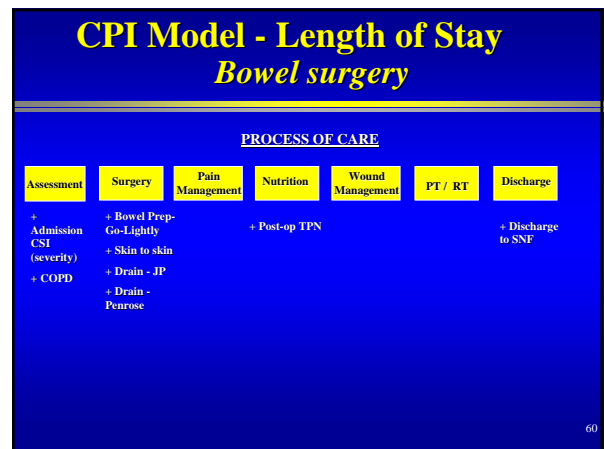 CPI Model - Length of Stay
Bowel surgery
PROCESS OF CARE
Assessment
Surgery
Pain
Management
Nutrition
Wound
Management
PT / RT
Discharge
+
Admission
CSI
(severity)
+ COPD
+ Bowel Prep-
Go-Lightly
+ Skin to skin
+ Drain - JP
+ Drain -
Penrose
+ Post-op TPN
+ Discharge
to SNF
60